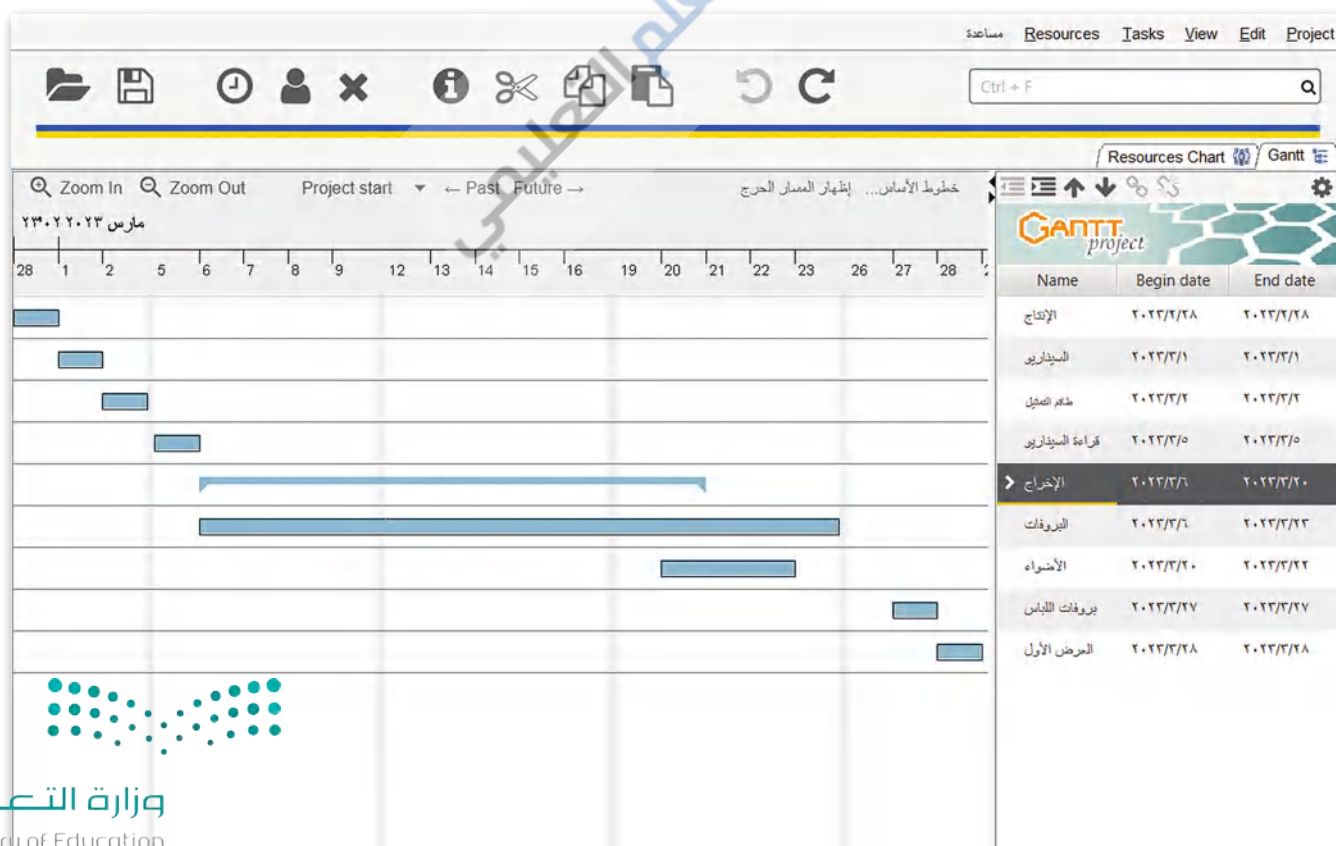 Project Edit View Tasks Resources مساعدة
Ctrl + F
Gantt Resources Chart
Zoom In Zoom Out Project start ← Past Future → إظهار المسار الحرج خطوط الأساس...
مارس ٢٠٢٣
28 1 2 5 6 7 8 9 12 13 14 15 16 19 20 21 22 23 26 27 28
GANTT project
Name Begin date End date
الإنتاج ٢٠٢٣/٢/٢٨ ٢٠٢٣/٢/٢٨
السيناريو ٢٠٢٣/٣/١ ٢٠٢٣/٣/١
طاقم التمثيل ٢٠٢٣/٣/٢ ٢٠٢٣/٣/٢
قراءة السيناريو ٢٠٢٣/٣/٥ ٢٠٢٣/٣/٥
الإخراج ٢٠٢٣/٣/٦ ٢٠٢٣/٣/٢٠
البروفات ٢٠٢٣/٣/٦ ٢٠٢٣/٣/٢٣
الأضواء ٢٠٢٣/٣/٢٠ ٢٠٢٣/٣/٢٢
بروفات اللباس ٢٠٢٣/٣/٢٧ ٢٠٢٣/٣/٢٧
العرض الأول ٢٠٢٣/٣/٢٨ ٢٠٢٣/٣/٢٨
وزارة
of Education